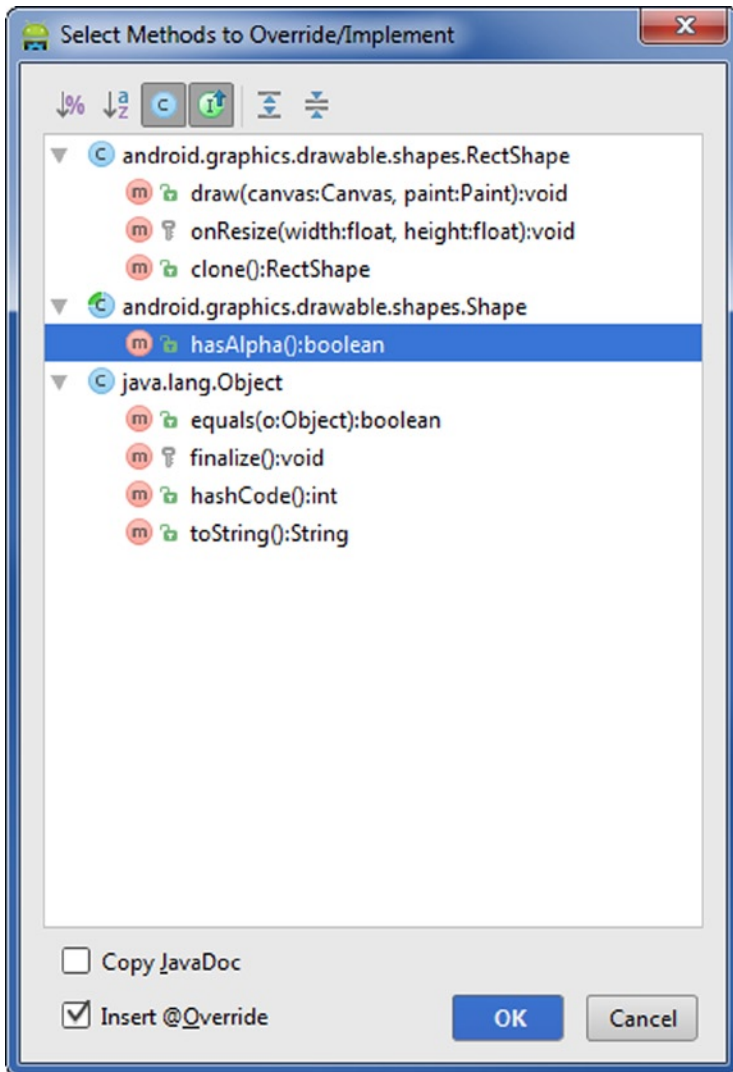 Select Methods to Override/Implement
android.graphics.drawable.shapes.RectShape
draw(canvas:Canvas, paint:Paint):void
onResize(width:float, height:float):void
clone():RectShape
android.graphics.drawable.shapes.Shape
hasAlpha():boolean
java.lang.Object
equals(o:Object):boolean
finalize():void
hashCode():int
toString():String
Copy JavaDoc
Insert @Override
OK
Cancel